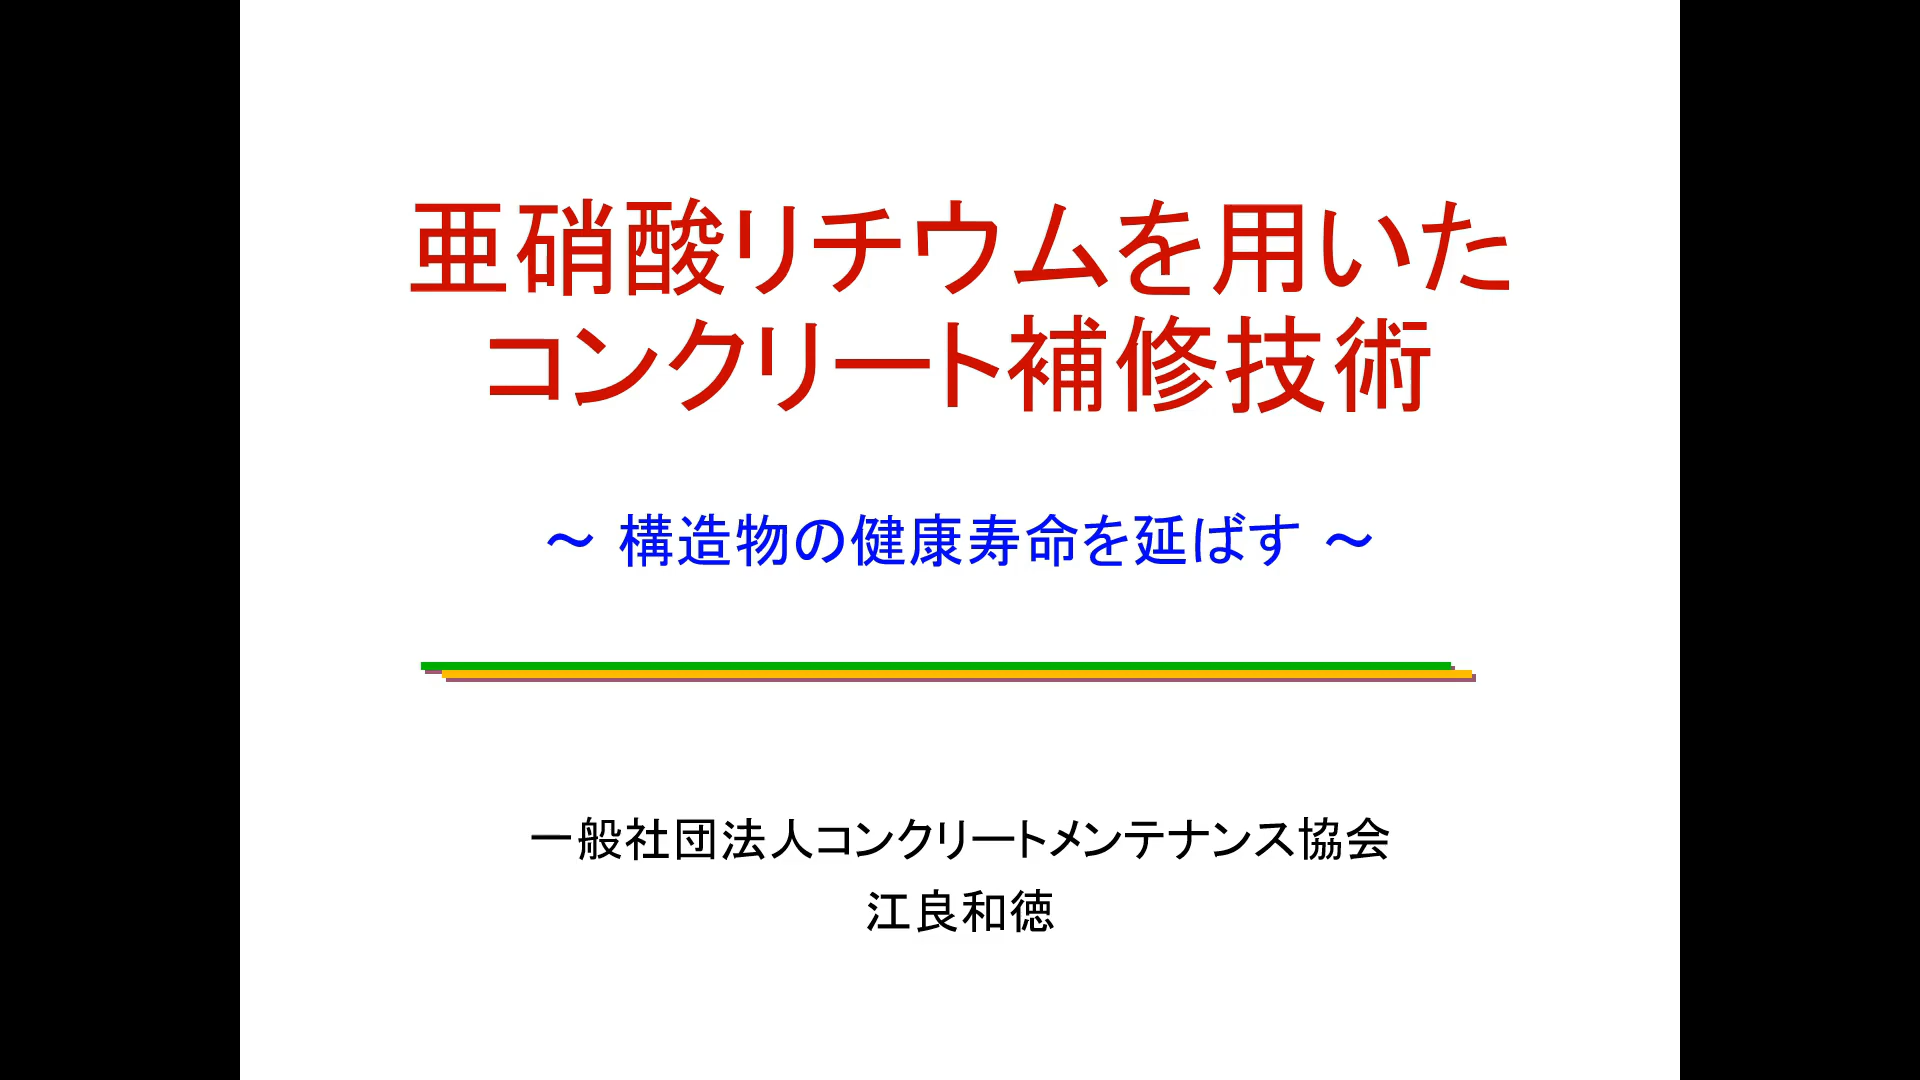 亜硝酸リチウムを用いた
コンクリート補修技術
～ 構造物の健康寿命を延ばす ～
一般社団法人コンクリートメンテナンス協会
江良和徳